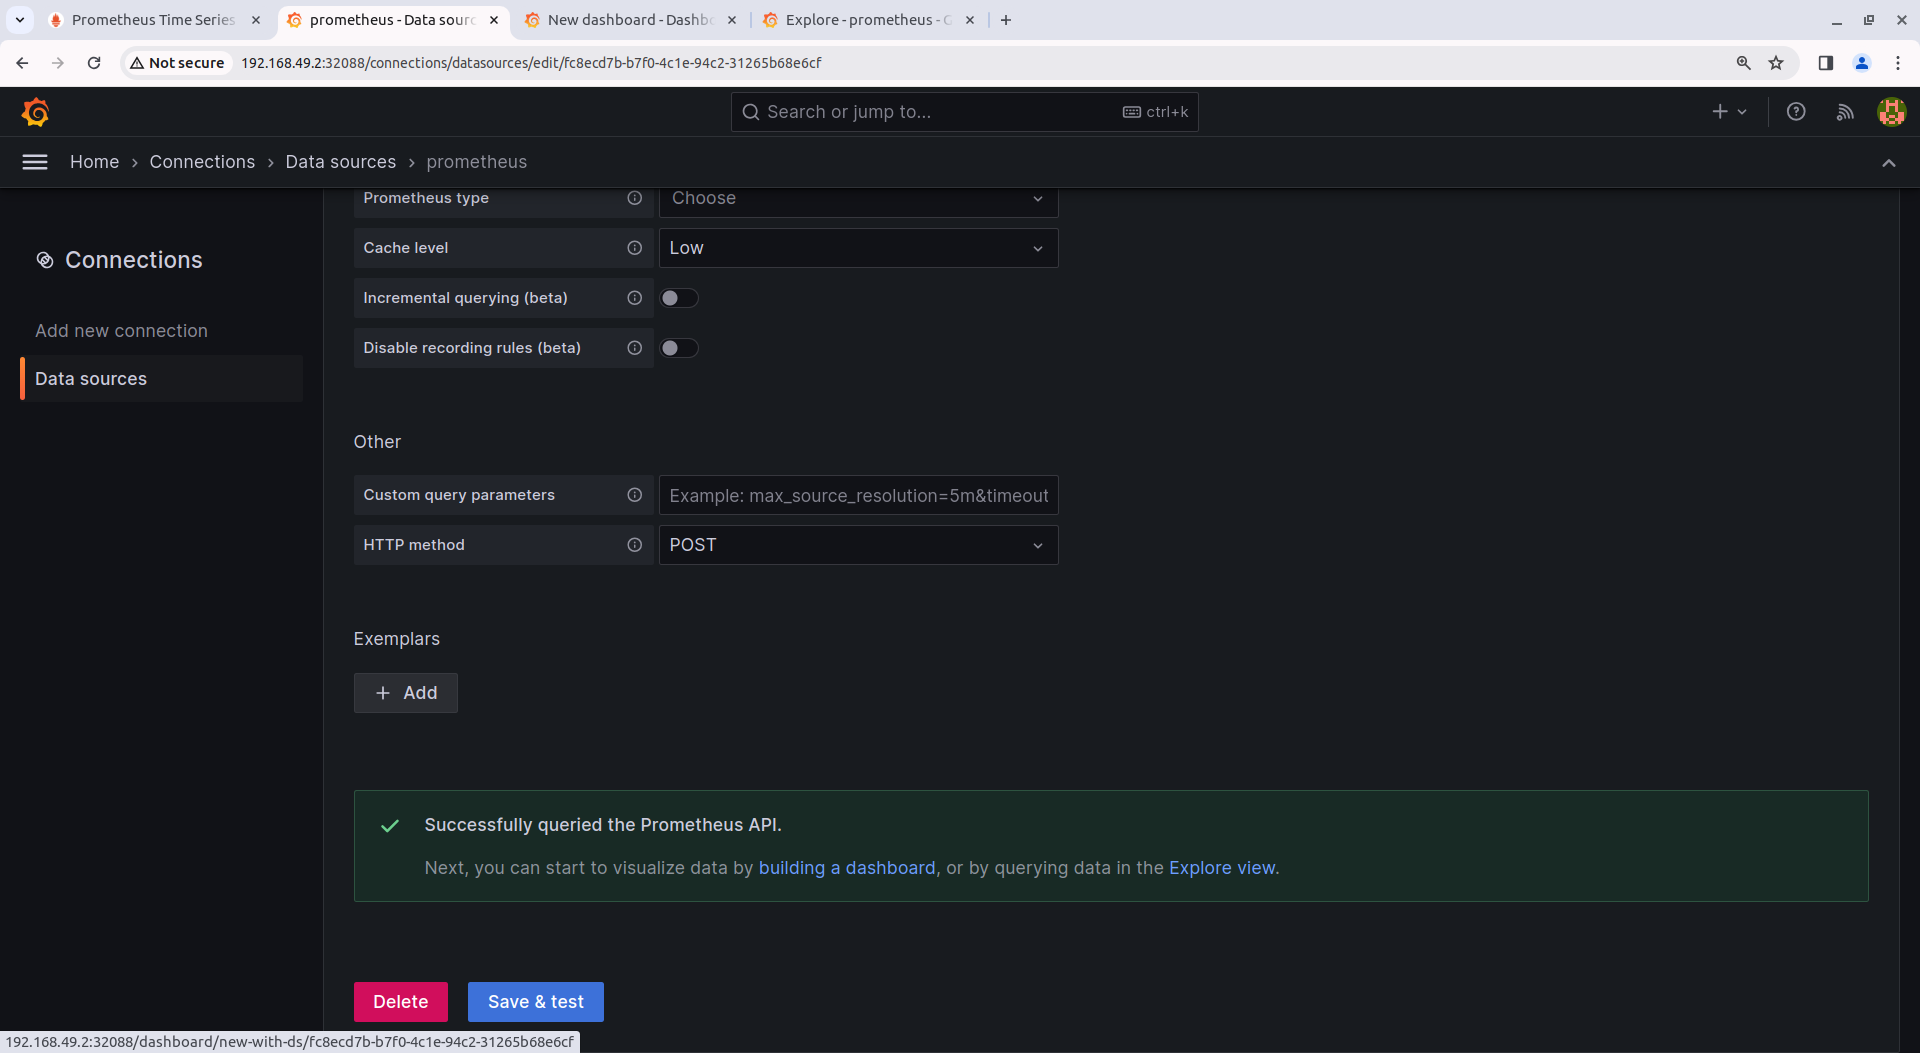 Prometheus Time Series
prometheus - Data sourc
New dashboard - Dashb
Explore - prometheus - G
Not secure
192.168.49.2:32088/connections/datasources/edit/fc8ecd7b-b7f0-4c1e-94c2-31265b68e6cf
Search or jump to...
ctrl+k
Home › Connections › Data sources › prometheus
Connections
Add new connection
Data sources
Prometheus type
Choose
Cache level
Low
Incremental querying (beta)
Disable recording rules (beta)
Other
Custom query parameters
Example: max_source_resolution=5m&timeout
HTTP method
POST
Exemplars
Add
Successfully queried the Prometheus API.
Next, you can start to visualize data by building a dashboard, or by querying data in the Explore view.
Delete
Save & test
192.168.49.2:32088/dashboard/new-with-ds/fc8ecd7b-b7f0-4c1e-94c2-31265b68e6cf